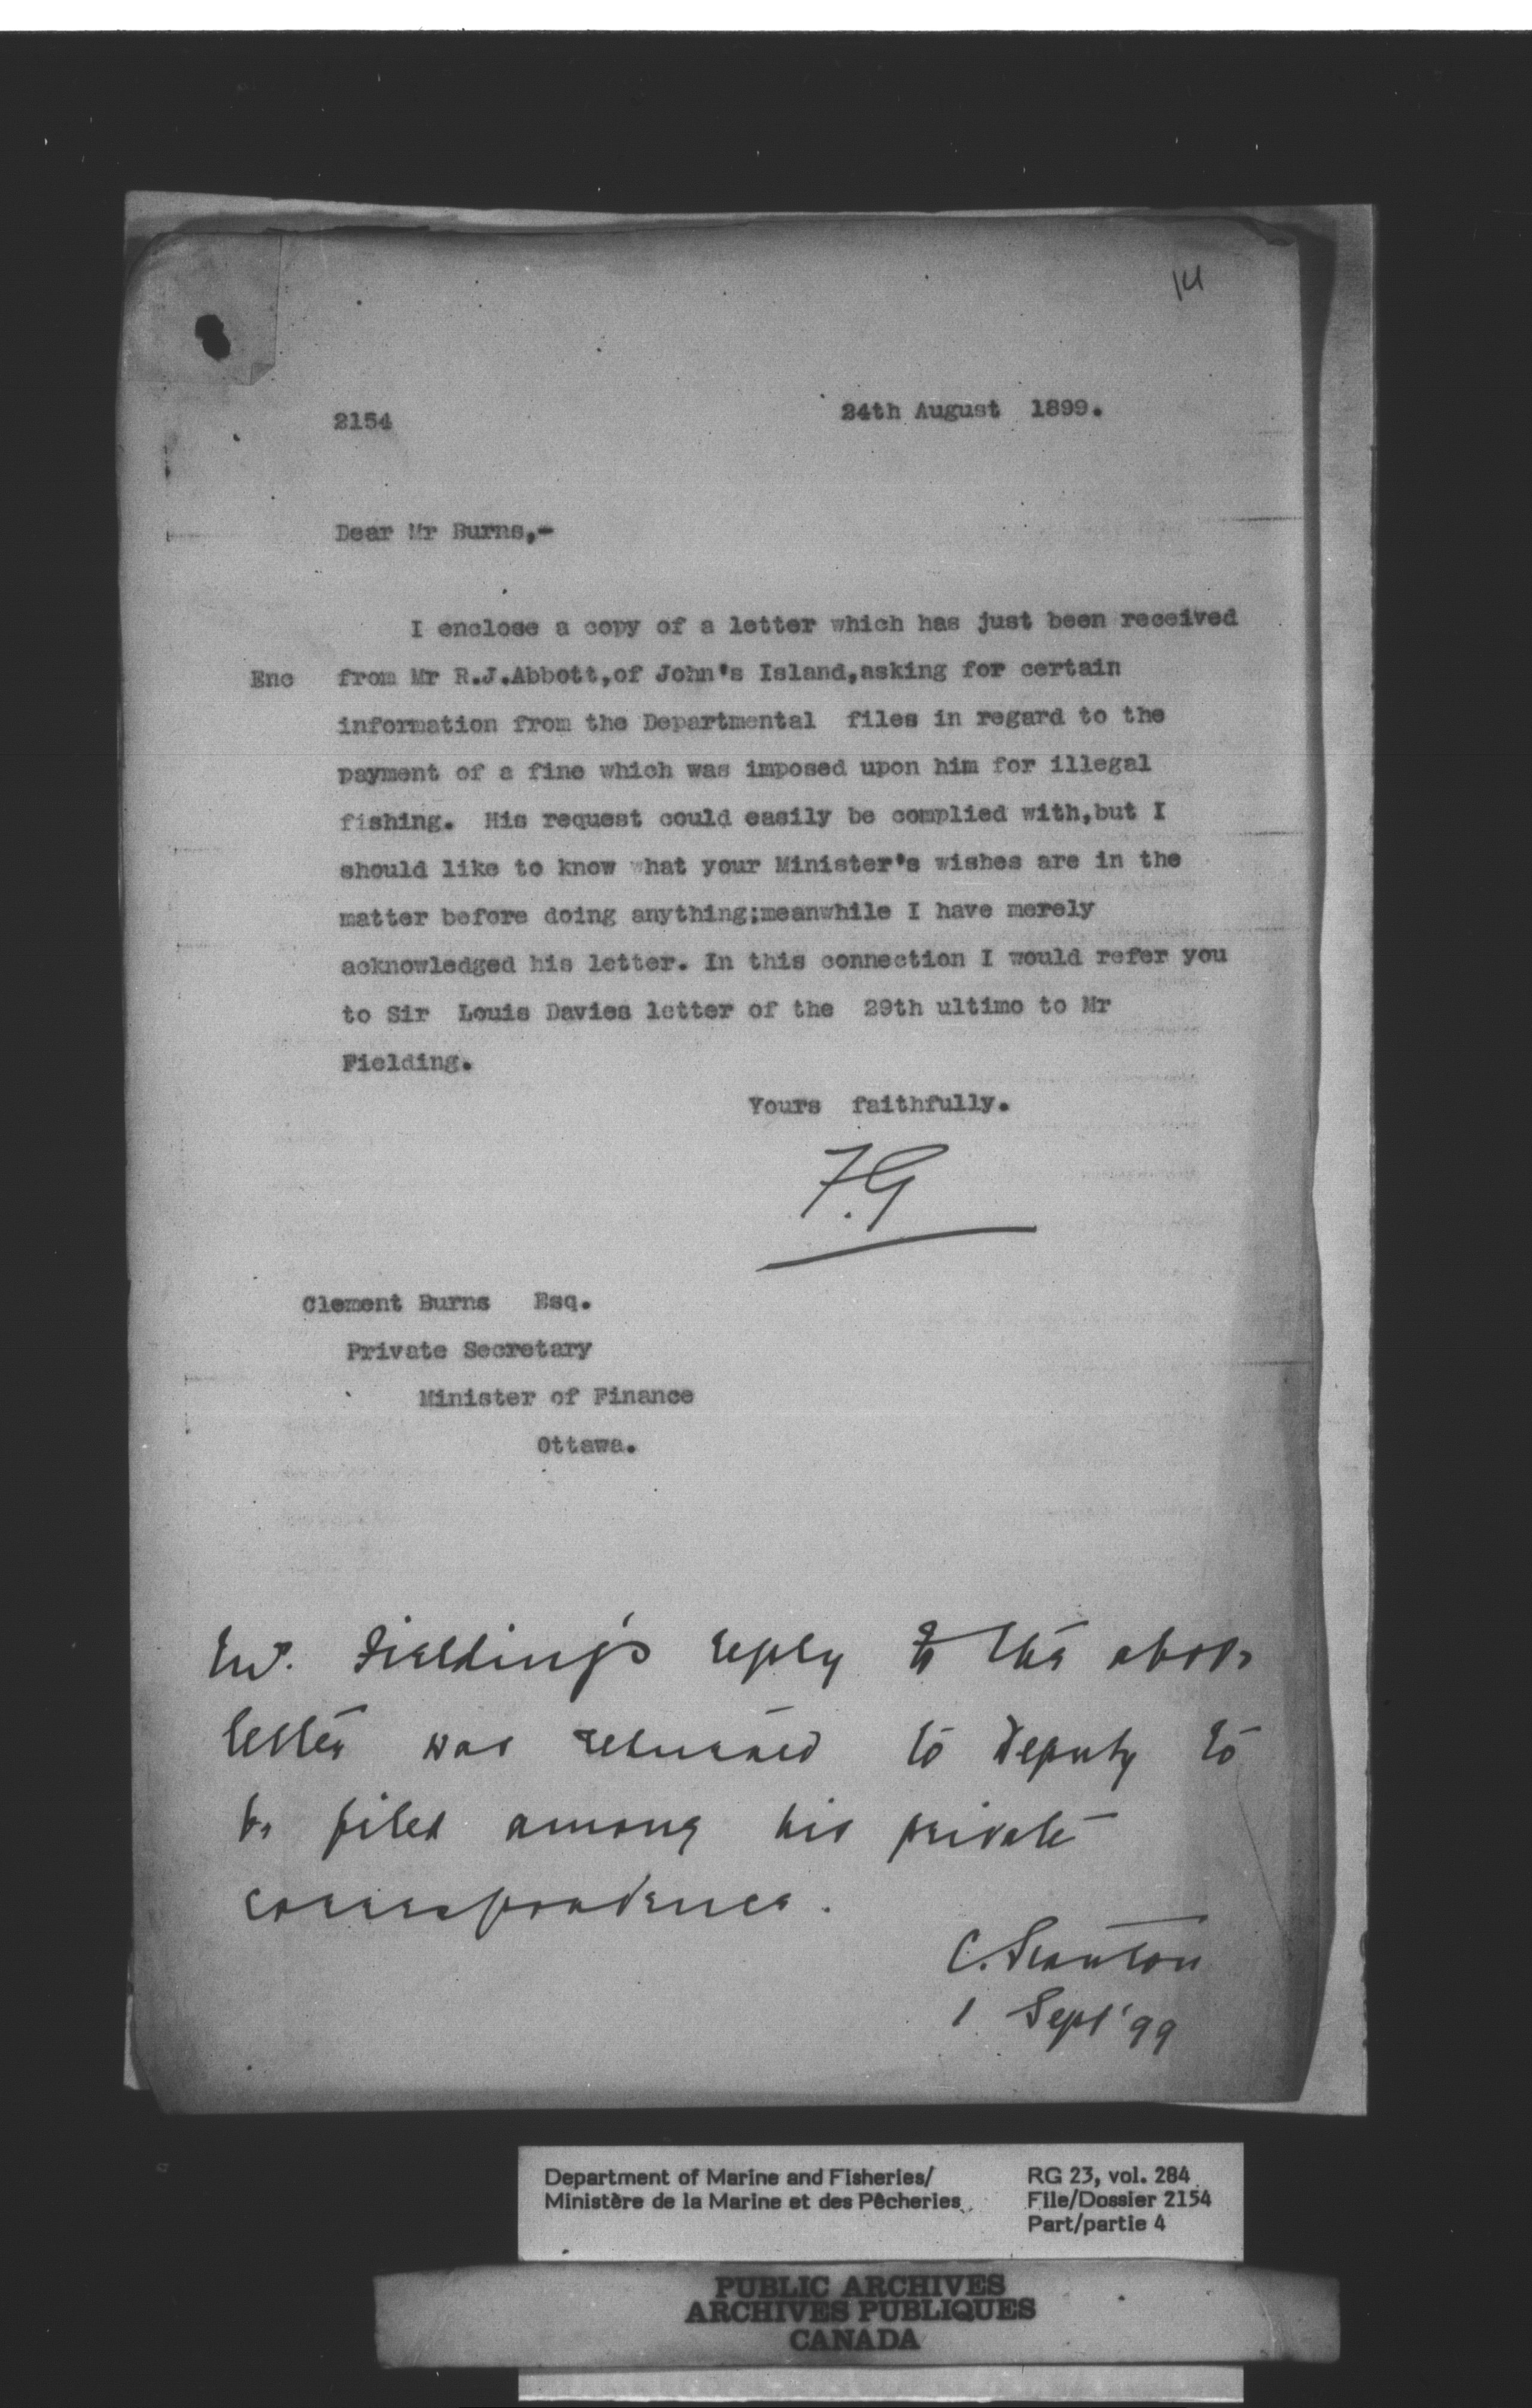 14
2154
24th August 1899.
Dear Mr Burns,-
I enclose a copy of a letter which has just been received
Enc from Mr R.J.Abbott,of John's Island,asking for certain
information from the Departmental files in regard to the
payment of a fine which was imposed upon him for illegal
fishing. His request could easily be complied with,but I
should like to know what your Minister's wishes are in the
matter before doing anything;meanwhile I have merely
acknowledged his letter. In this connection I would refer you
to Sir Louis Davies letter of the 29th ultimo to Mr
Fielding.
Yours faithfully.
F.G
Clement Burns Esq.
Private Secretary
Minister of Finance
Ottawa.
Mr. Fielding's reply to the above
letter was returned to Deputy to
be filed among his private
correspondence.
C. Stanton
1 Sept '99
Department of Marine and Fisheries/
Ministère de la Marine et des Pêcheries
RG 23, vol. 284
File/Dossier 2154
Part/partie 4
PUBLIC ARCHIVES
ARCHIVES PUBLIQUES
CANADA